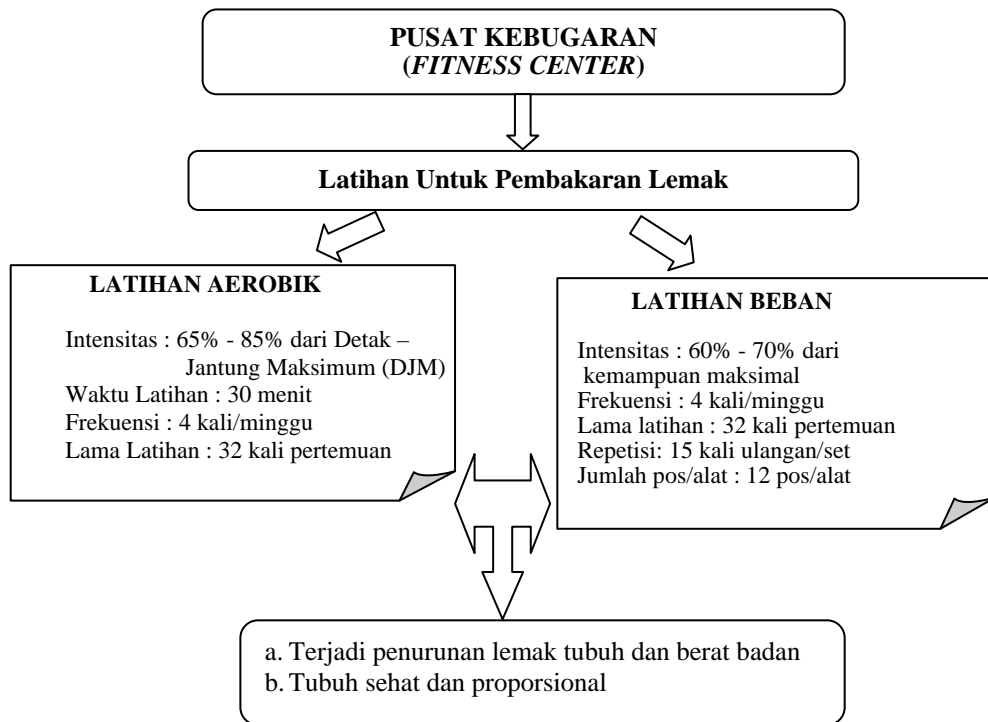 PUSAT KEBUGARAN
(FITNESS CENTER)
Latihan Untuk Pembakaran Lemak
LATIHAN AEROBIK
Intensitas : 65% - 85% dari Detak –
Jantung Maksimum (DJM)
Waktu Latihan : 30 menit
Frekuensi : 4 kali/minggu
Lama Latihan : 32 kali pertemuan
LATIHAN BEBAN
Intensitas : 60% - 70% dari
kemampuan maksimal
Frekuensi : 4 kali/minggu
Lama latihan : 32 kali pertemuan
Repetisi: 15 kali ulangan/set
Jumlah pos/alat : 12 pos/alat
a. Terjadi penurunan lemak tubuh dan berat badan
b. Tubuh sehat dan proporsional